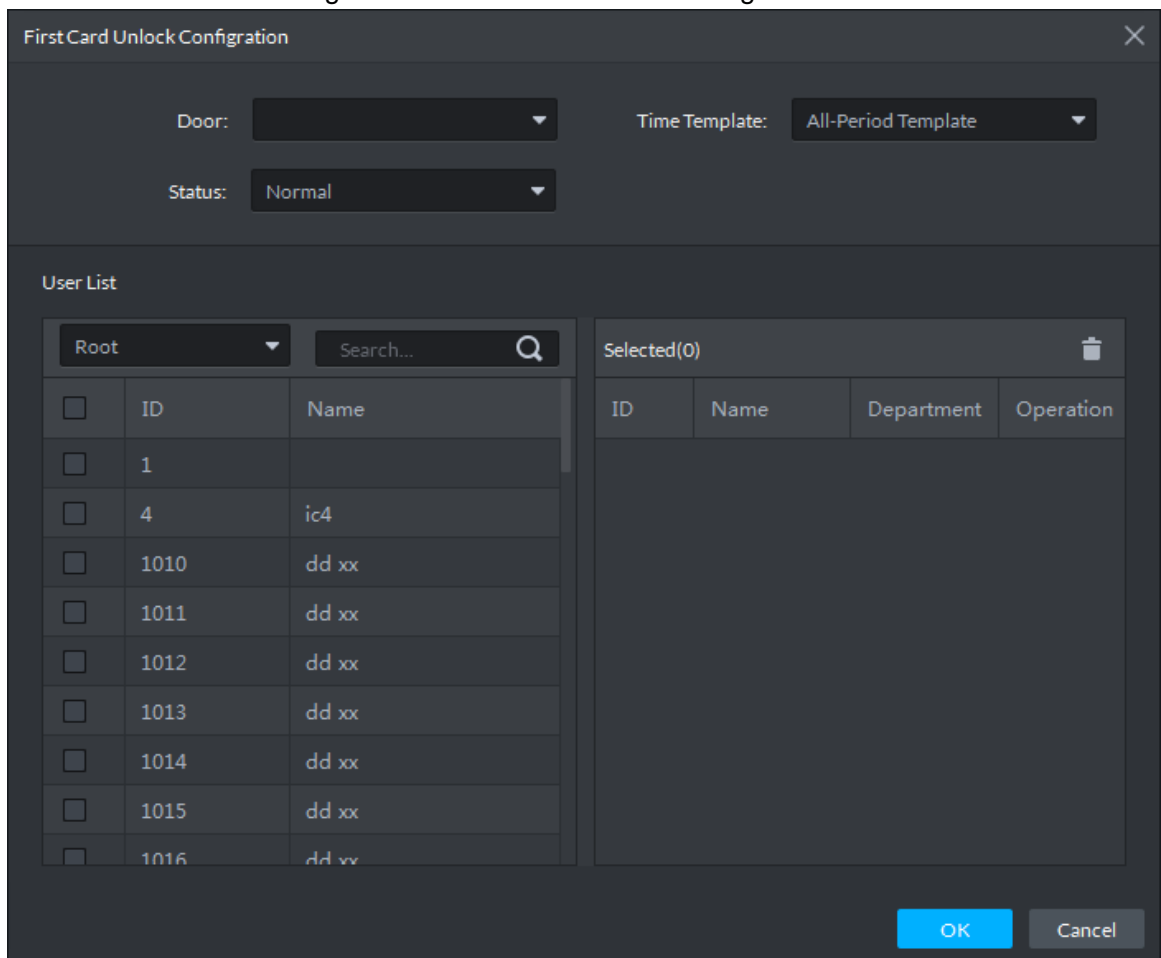 First Card Unlock Configration
Door:
Time Template: All-Period Template
Status: Normal
User List
Root Search... Selected(0)
ID Name ID Name Department Operation
1
4 ic4
1010 dd xx
1011 dd xx
1012 dd xx
1013 dd xx
1014 dd xx
1015 dd xx
1016 dd xx
OK Cancel